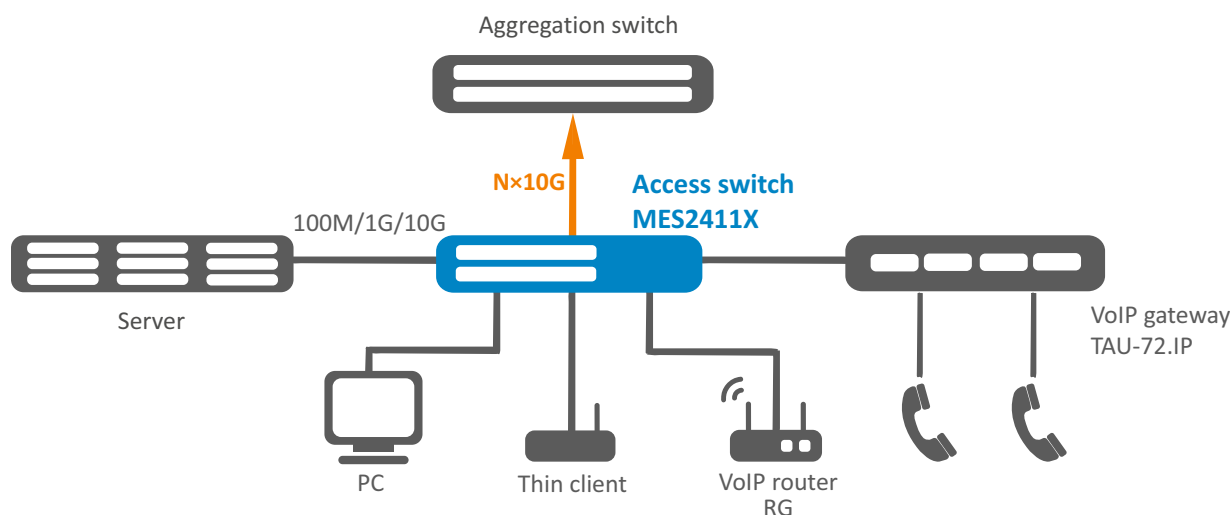 Aggregation switch
N×10G
Access switch
MES2411X
100M/1G/10G
Server
VoIP gateway
TAU-72.IP
PC
Thin client
VoIP router
RG